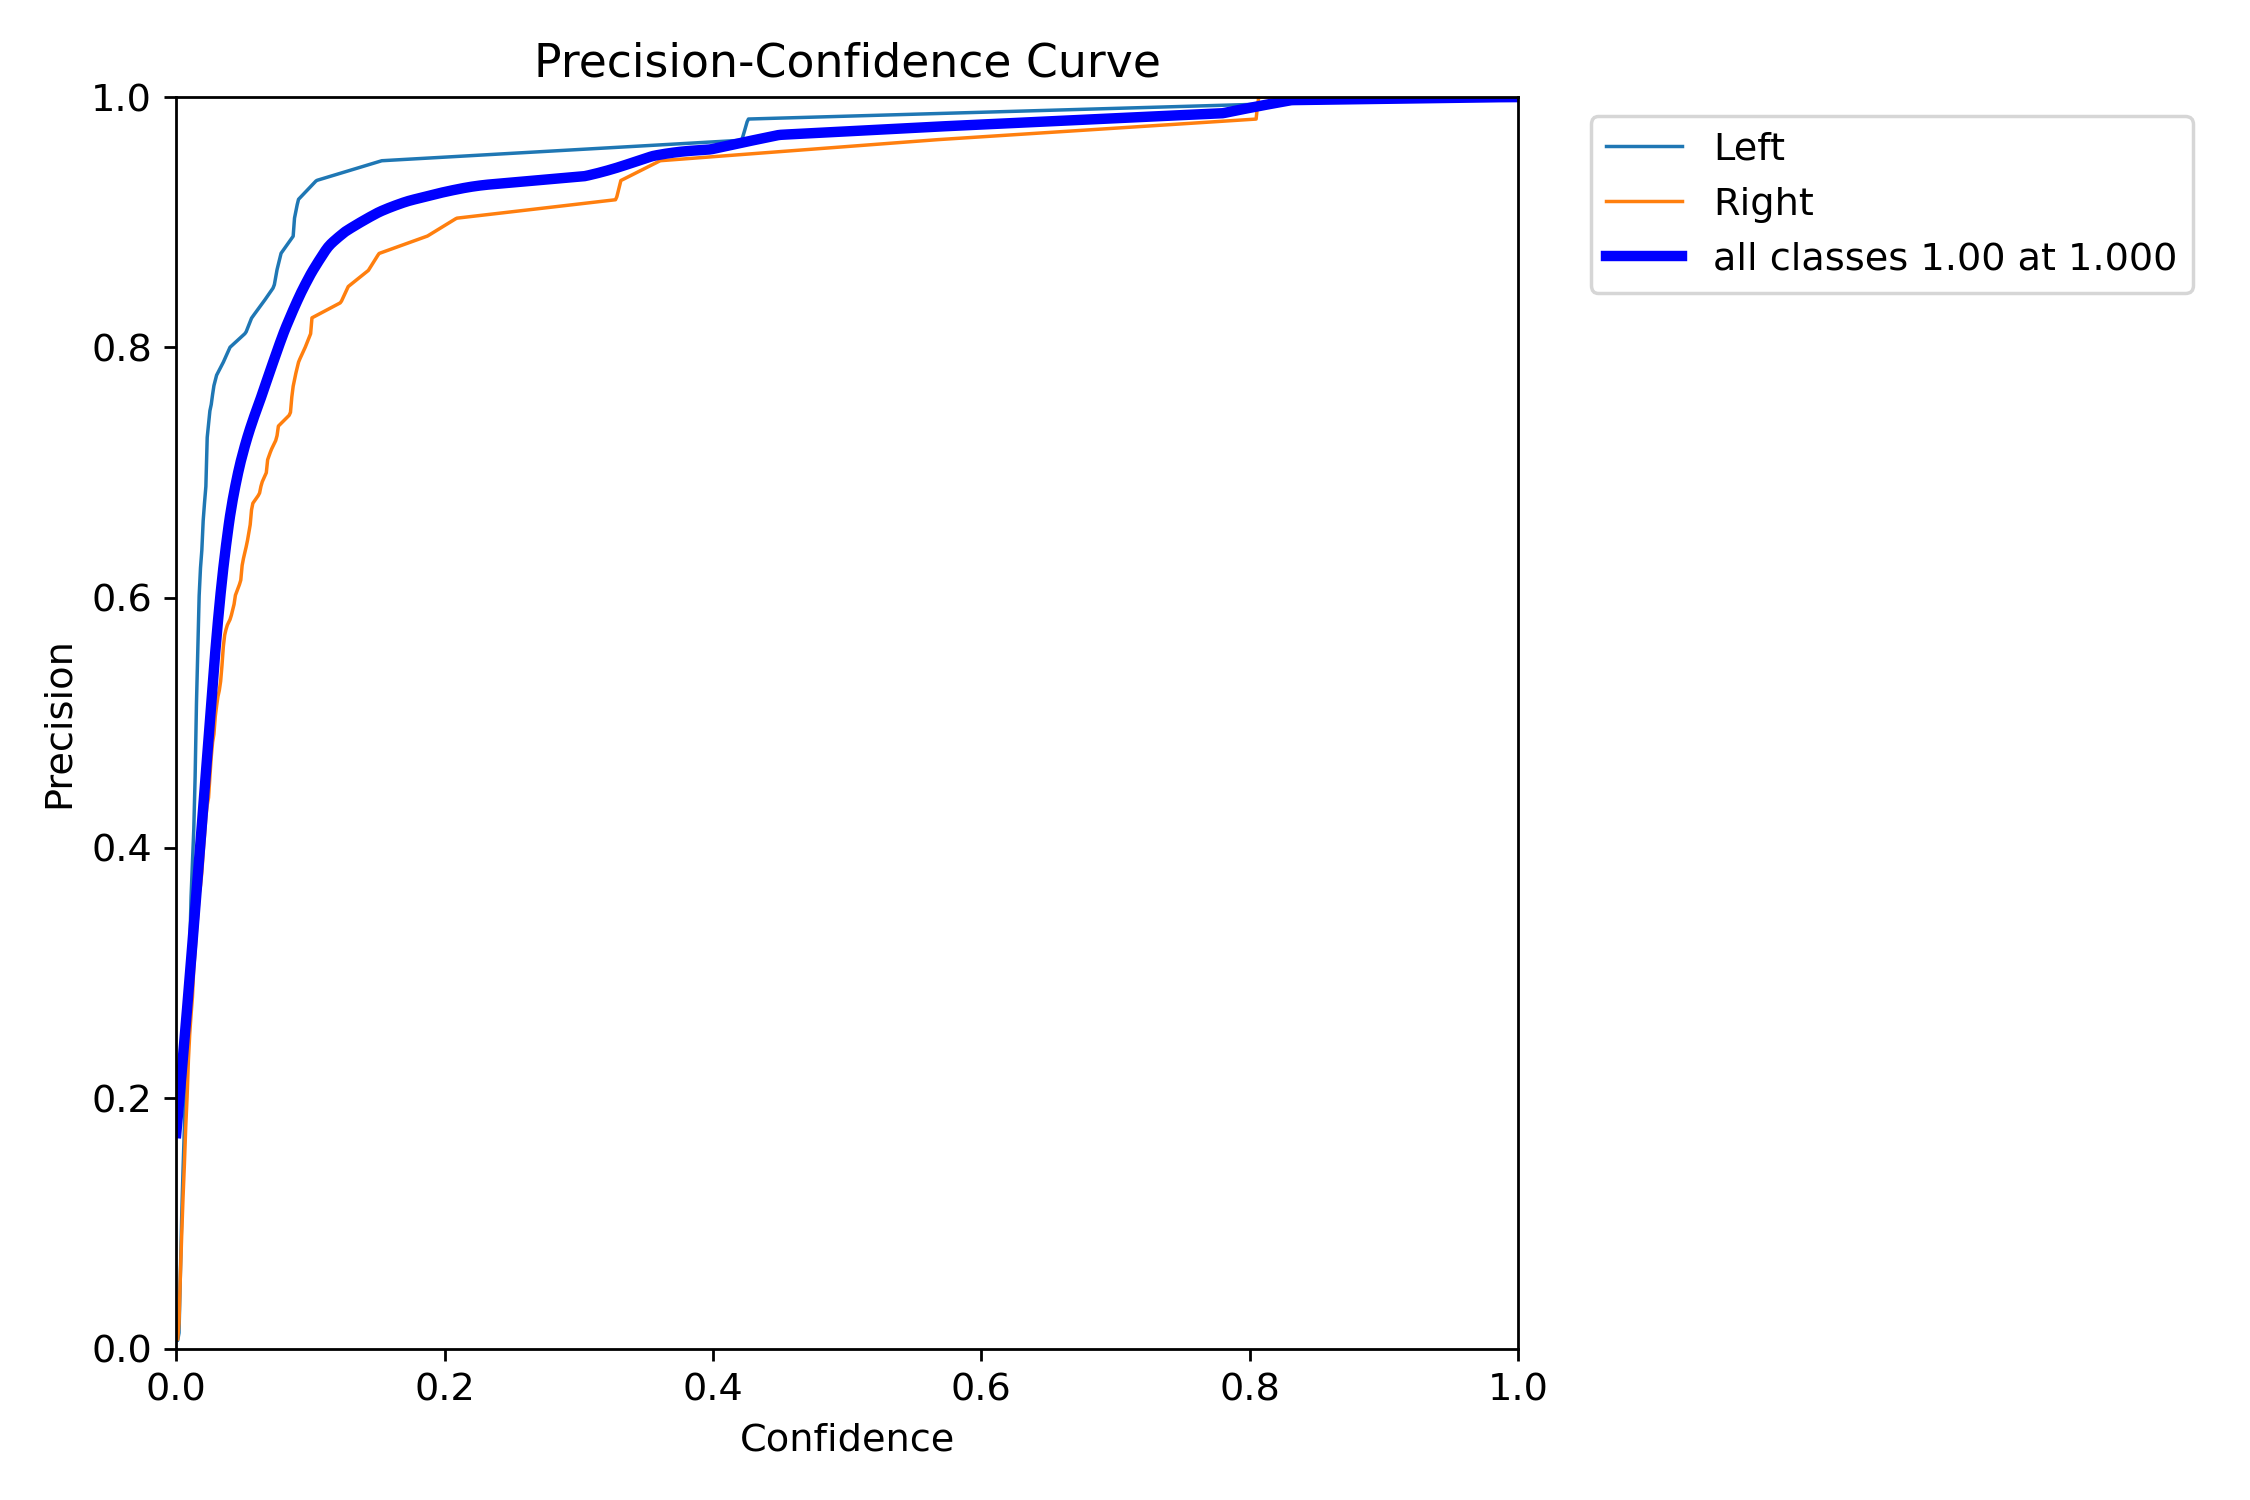 Precision-Confidence Curve
1.0
0.8
0.6
0.4
0.2
0.0
Precision
0.0 0.2 0.4 0.6 0.8 1.0
Confidence
Left
Right
all classes 1.00 at 1.000